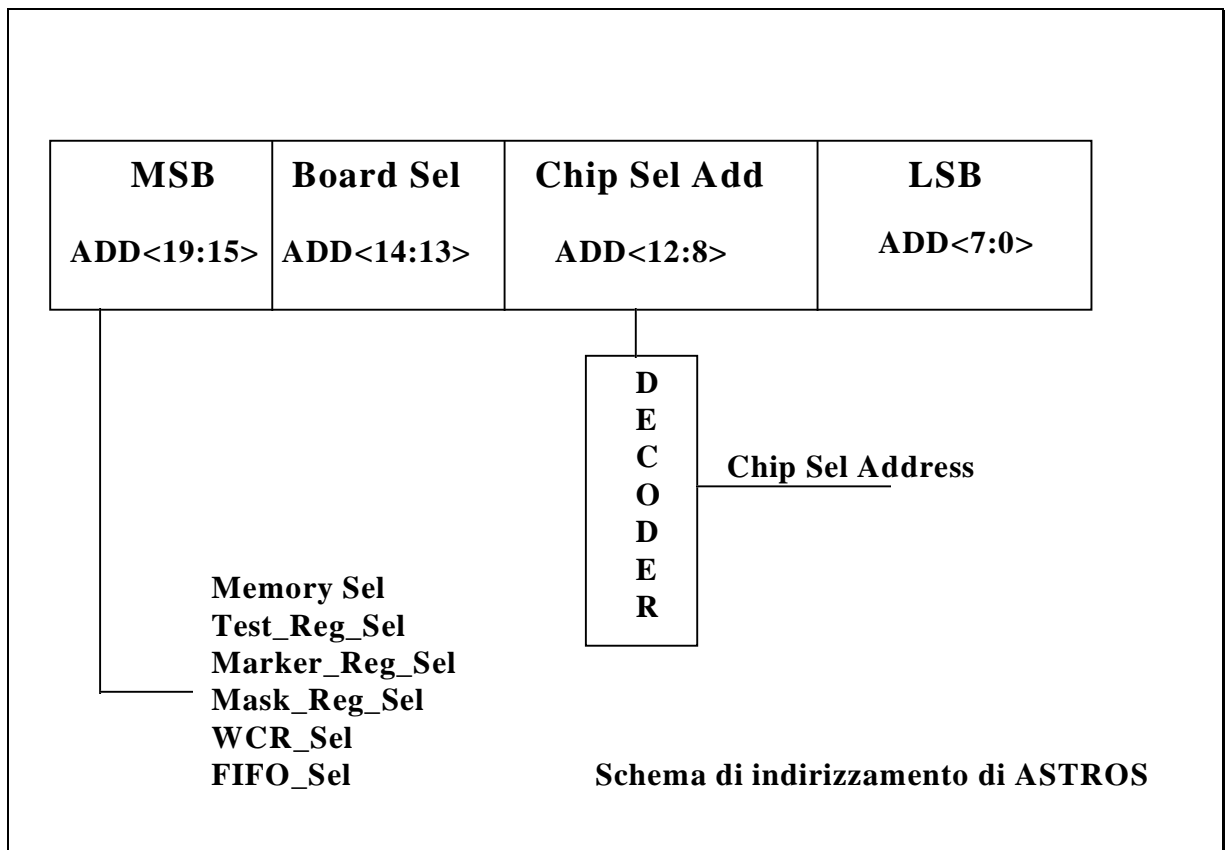 MSB Board Sel Chip Sel Add LSB
ADD<19:15> ADD<14:13> ADD<12:8> ADD<7:0>
D
E
C
O
D
E
R
Chip Sel Address
Memory Sel
Test_Reg_Sel
Marker_Reg_Sel
Mask_Reg_Sel
WCR_Sel
FIFO_Sel
Schema di indirizzamento di ASTROS